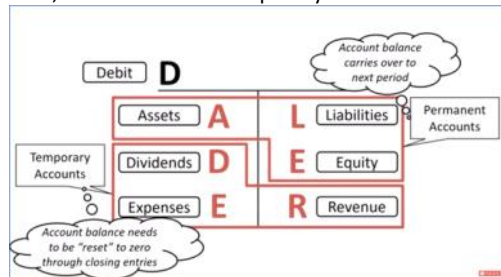 Account balance
carries over to
next period
Debit D
Assets A L Liabilities
Permanent
Accounts
Temporary
Accounts
Dividends D E Equity
Expenses E R Revenue
Account balance needs
to be "reset" to zero
through closing entries